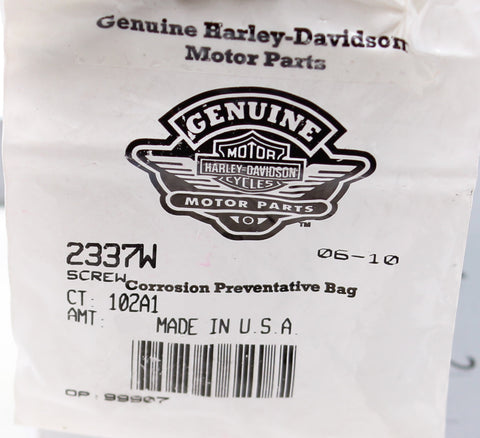 Genuine Harley-Davidson
Motor Parts
GENUINE
MOTOR
HARLEY-DAVIDSON
CYCLES
MOTOR PARTS
TM
2337W 06-10
SCREW
Corrosion Preventative Bag
CT: 102A1
AMT: MADE IN U.S.A.
OP: 99907